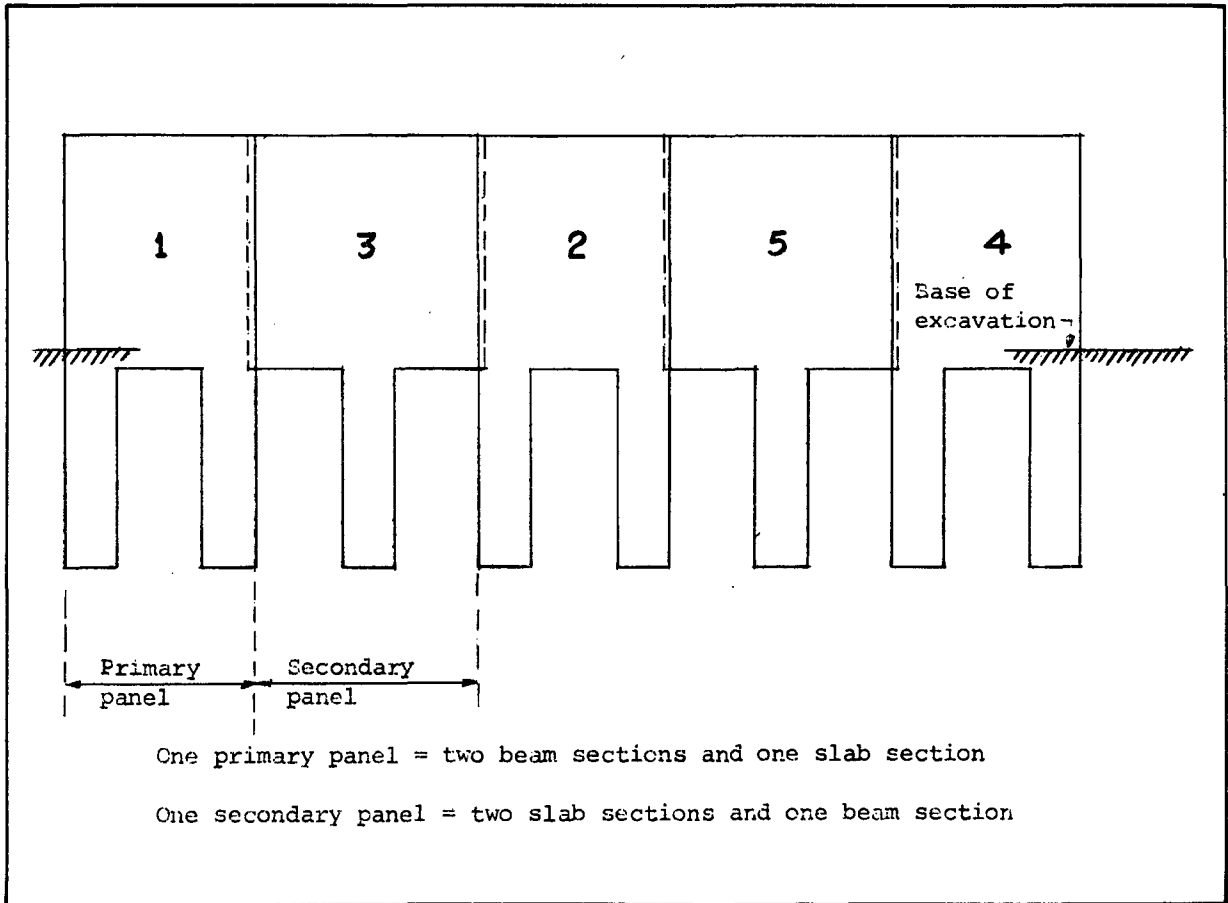 1 3 2 5 4
Base of
excavation
Primary
panel
Secondary
panel
One primary panel = two beam sections and one slab section
One secondary panel = two slab sections and one beam section